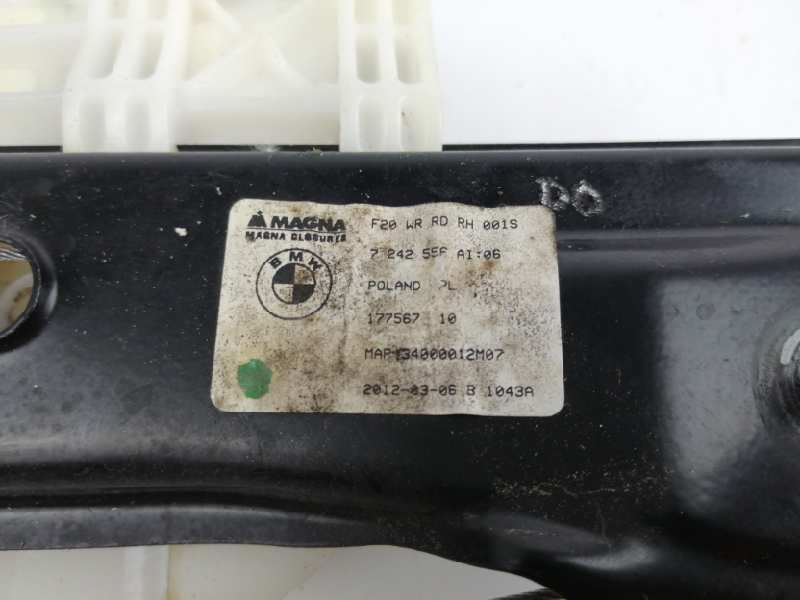 MAGNA
MAGNA CLOSURES
BMW
F20 WR RD RH 001S
7 242 556 AI:06
POLAND PL
177567 10
2012-03-06 B 1043A
DO